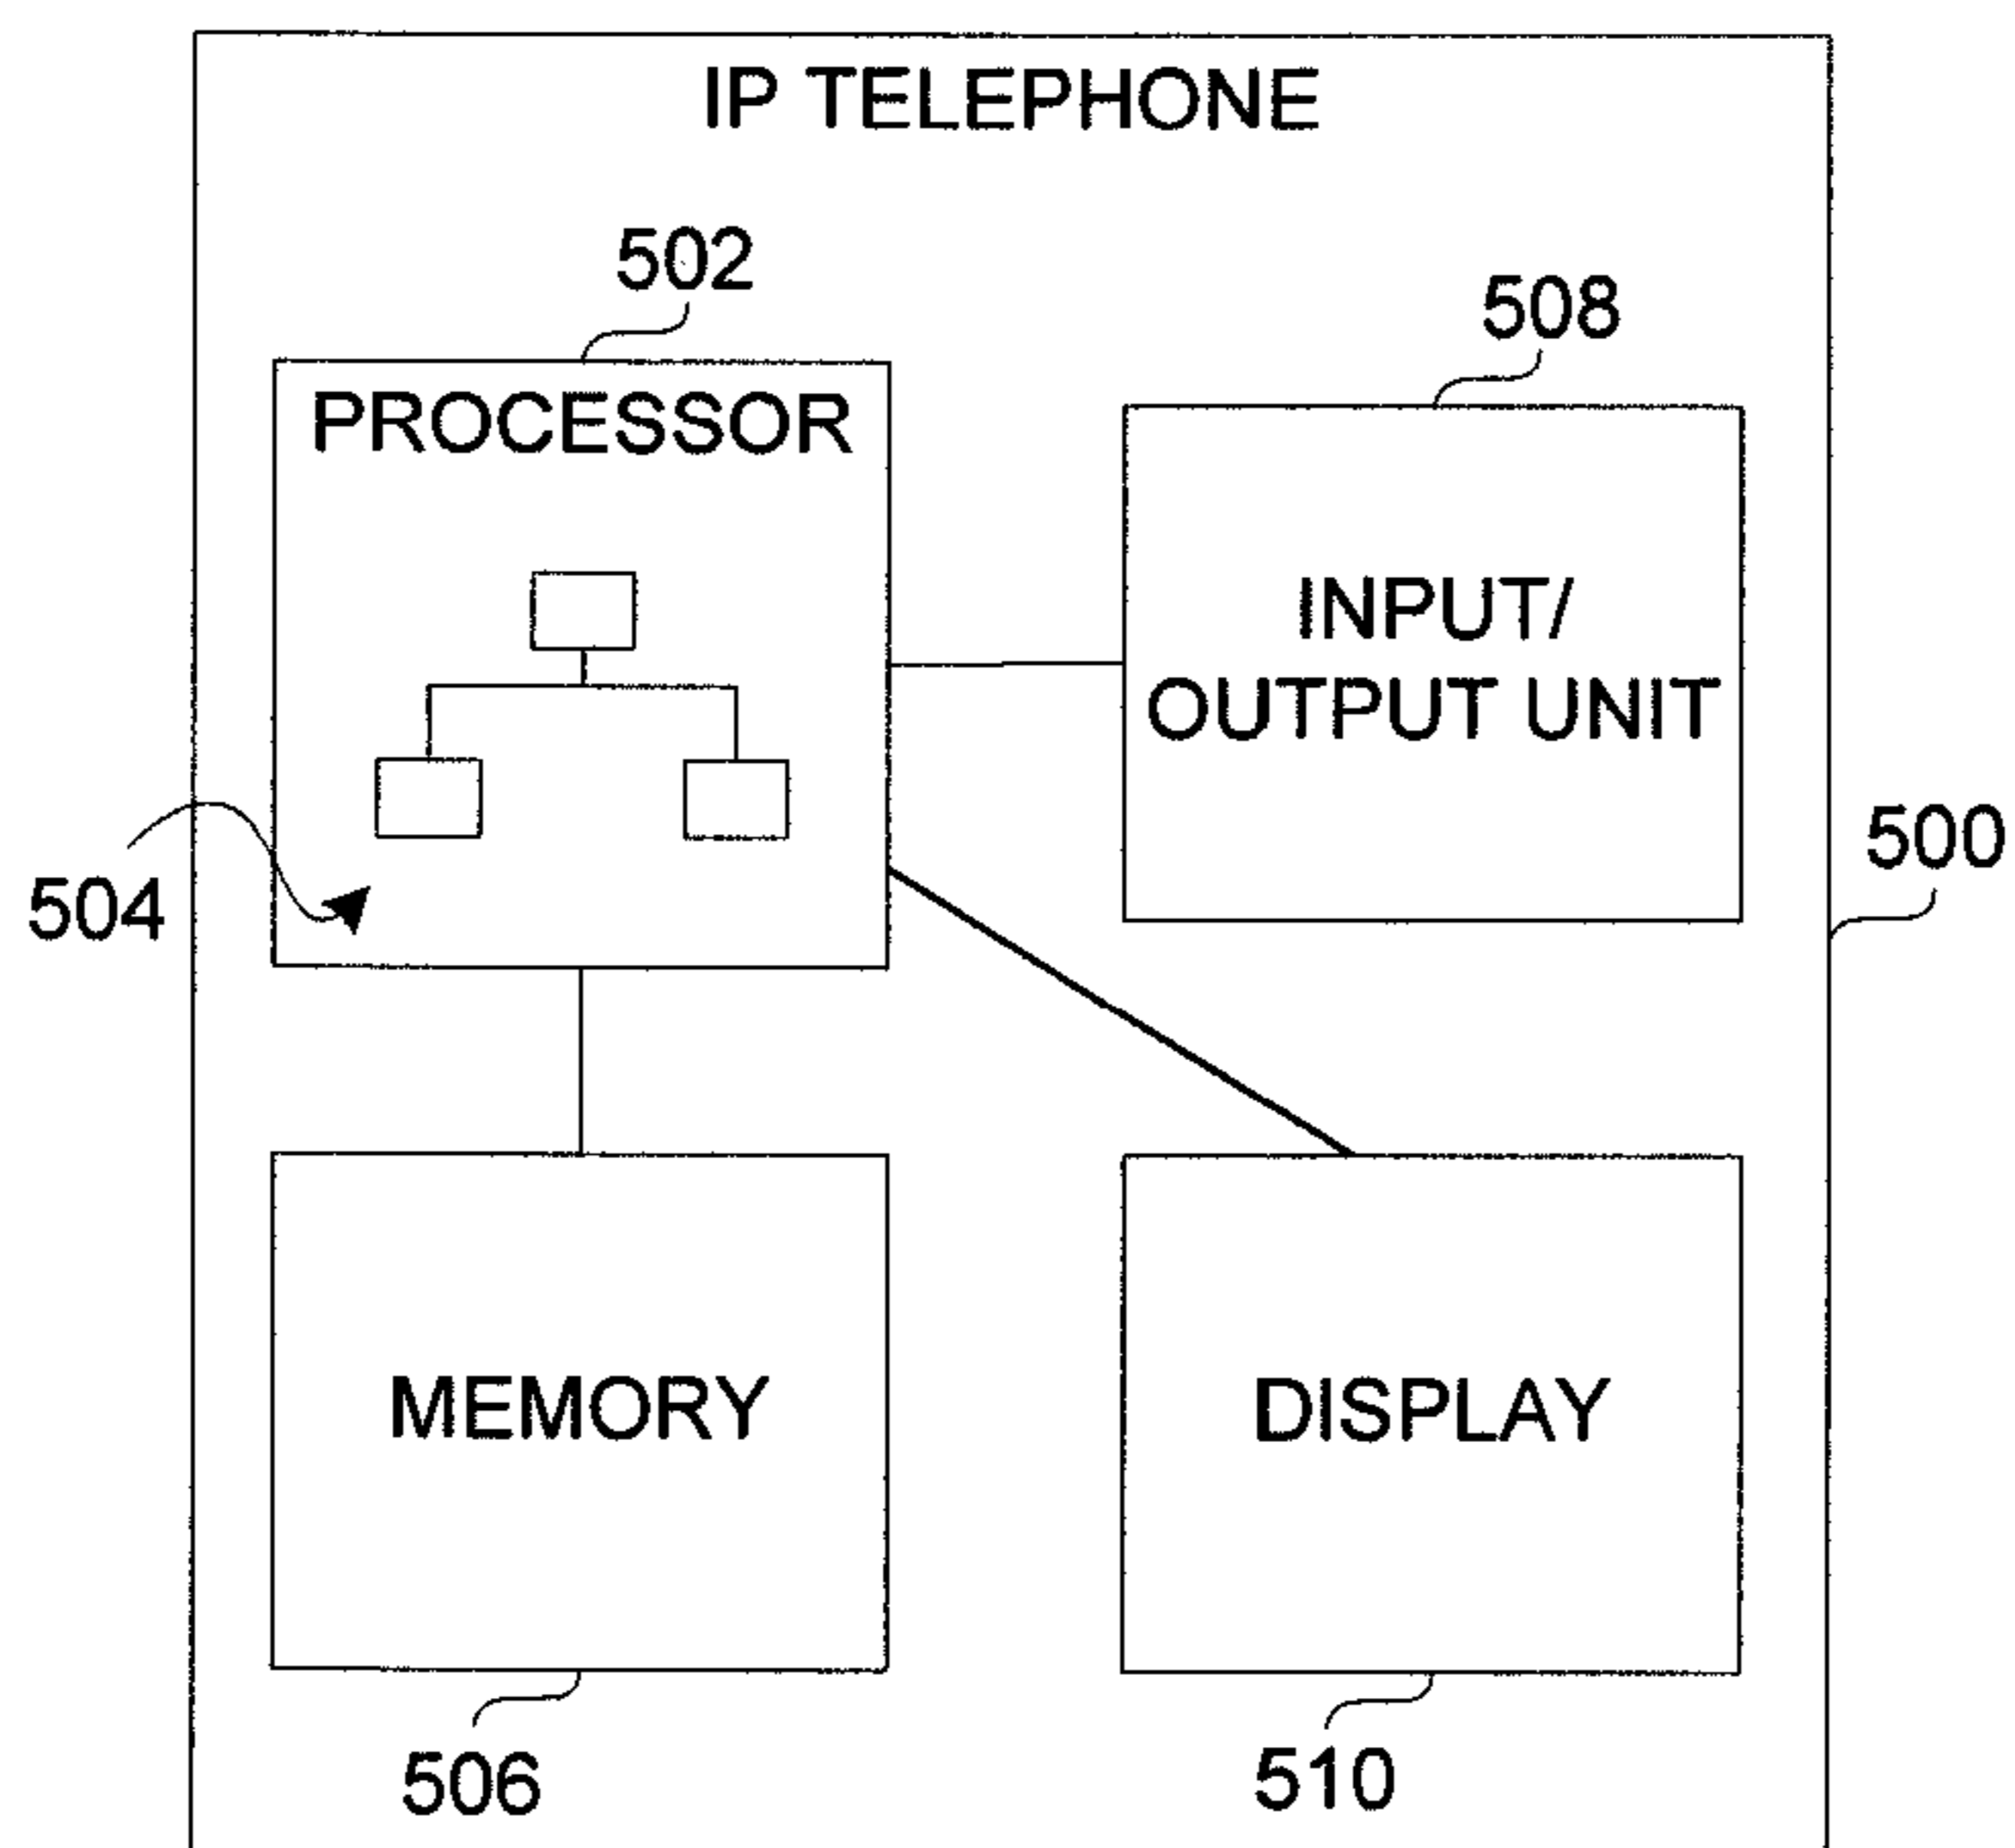 IP TELEPHONE
502
508
PROCESSOR
INPUT/
OUTPUT UNIT
500
504
MEMORY
DISPLAY
506
510